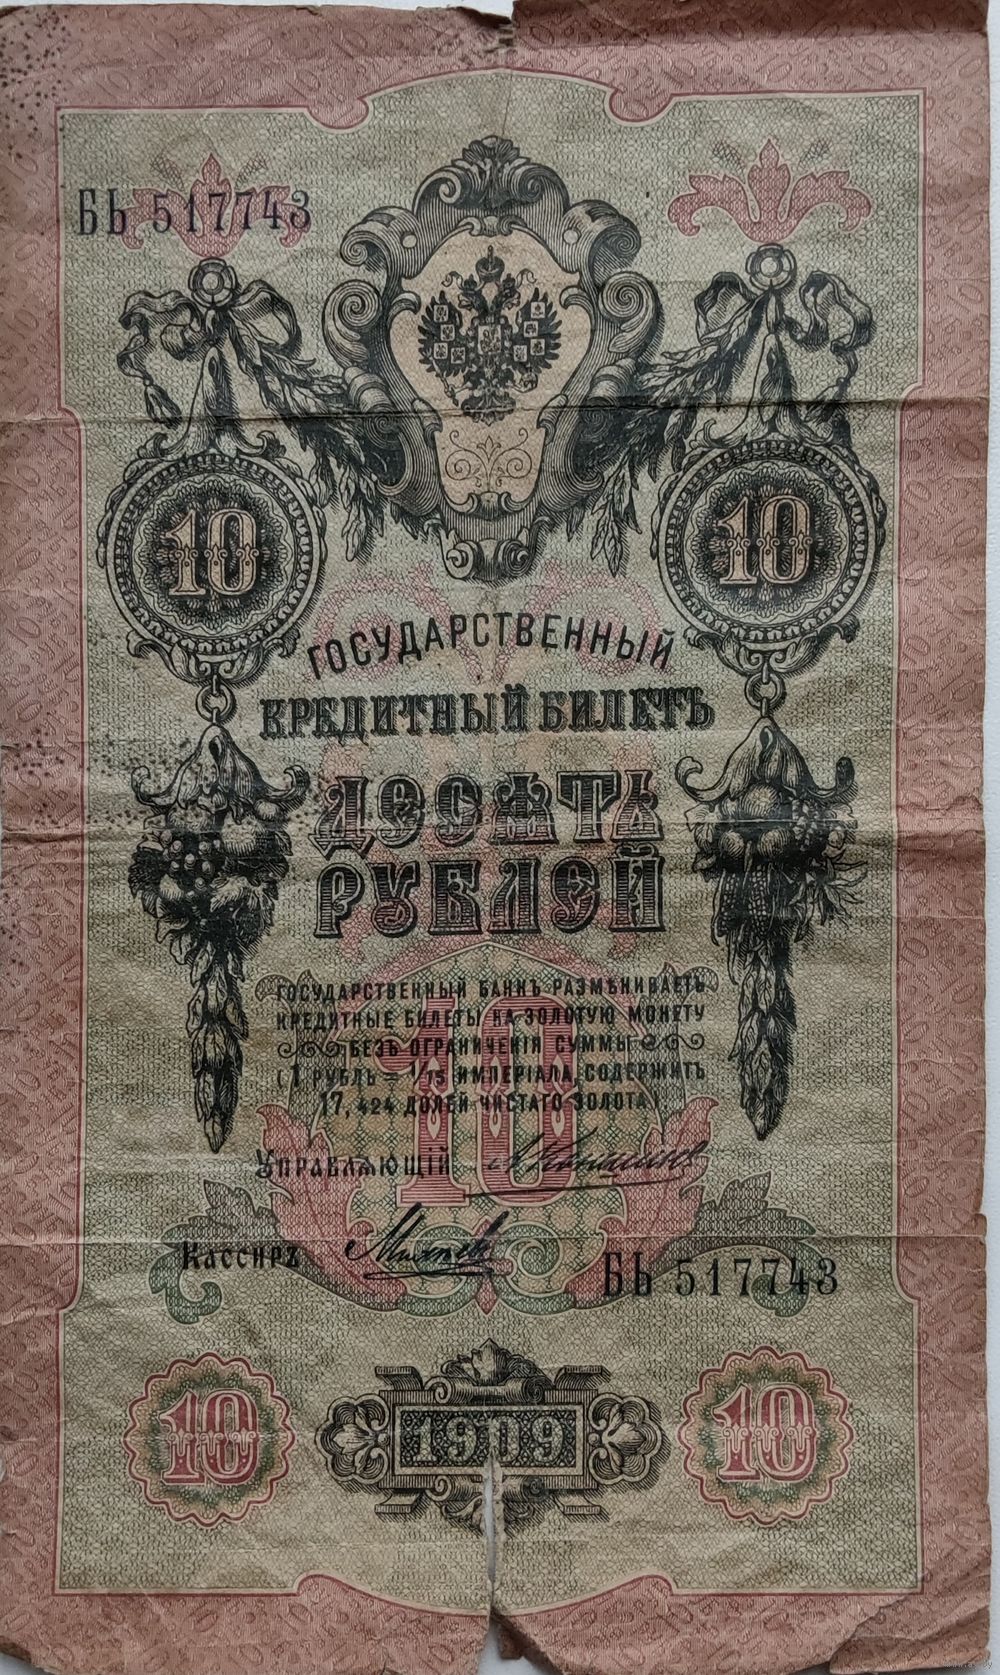 БЬ 517743
10 10
ГОСУДАРСТВЕННЫЙ
КРЕДИТНЫЙ БИЛЕТЪ
ДЕСЯТЬ
РУБЛЕЙ
ГОСУДАРСТВЕННЫЙ БАНКЪ РАЗМѢНИВАЕТЪ
КРЕДИТНЫЕ БИЛЕТЫ НА ЗОЛОТУЮ МОНЕТУ
БЕЗЪ ОГРАНИЧЕНІЯ СУММЫ
(1 РУБЛЬ = 1/15 ИМПЕРІАЛА, СОДЕРЖИТЪ
17,424 ДОЛЕЙ ЧИСТАГО ЗОЛОТА).
10
УПРАВЛЯЮЩІЙ
КассирЪ
БЬ 517743
10 1909 10